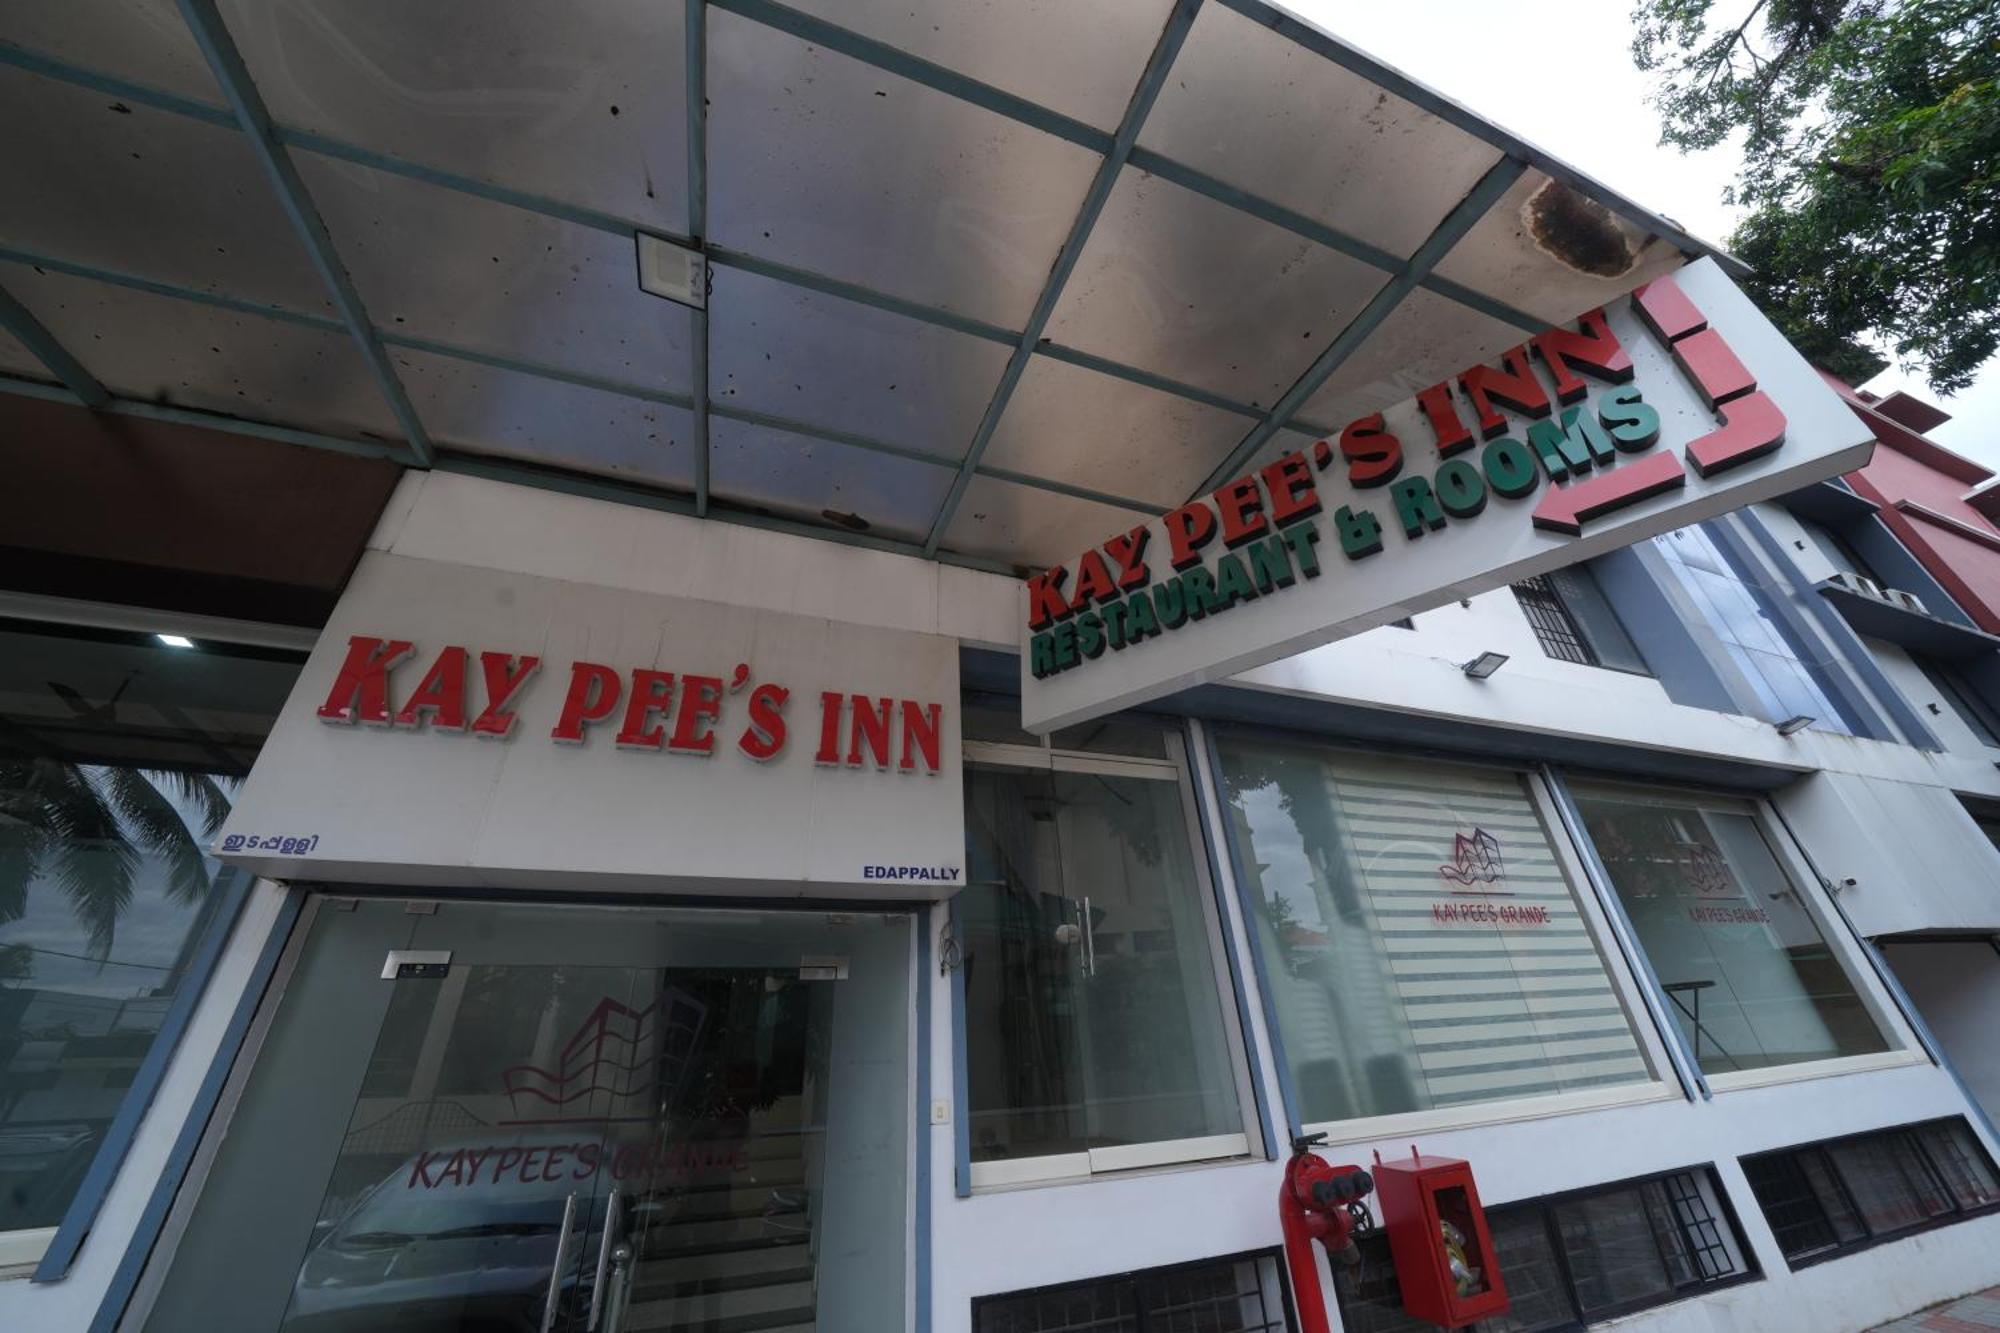 KAY PEE'S INN
RESTAURANT & ROOMS
KAY PEE'S INN
ഇടപ്പള്ളി
EDAPPALLY
KAY PEE'S GRANDE
KAY PEE'S GRANDE
KAY PEE'S GRANDE